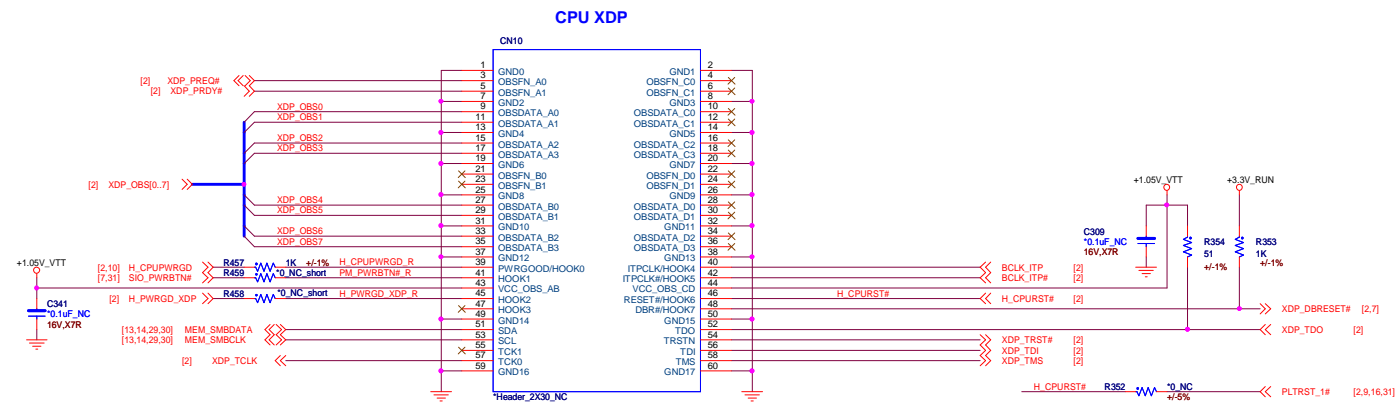 CPU XDP
CN10
1 GND0 GND1 2
[2] XDP_PREQ# 3 OBSFN_A0 OBSFN_C0 4
[2] XDP_PRDY# 5 OBSFN_A1 OBSFN_C1 6
7 GND2 GND3 8
XDP_OBS0 9 OBSDATA_A0 OBSDATA_C0 10
XDP_OBS1 11 OBSDATA_A1 OBSDATA_C1 12
13 GND4 GND5 14
XDP_OBS2 15 OBSDATA_A2 OBSDATA_C2 16
XDP_OBS3 17 OBSDATA_A3 OBSDATA_C3 18
19 GND6 GND7 20
21 OBSFN_B0 OBSFN_D0 22
[2] XDP_OBS[0..7] 23 OBSFN_B1 OBSFN_D1 24
25 GND8 GND9 26
XDP_OBS4 27 OBSDATA_B0 OBSDATA_D0 28
XDP_OBS5 29 OBSDATA_B1 OBSDATA_D1 30
31 GND10 GND11 32
XDP_OBS6 33 OBSDATA_B2 OBSDATA_D2 34
XDP_OBS7 35 OBSDATA_B3 OBSDATA_D3 36
37 GND12 GND13 38
[2,10] H_CPUPWRGD R457 1K +/-1% H_CPUPWRGD_R 39 PWRGOOD/HOOK0 ITPCLK/HOOK4 40 BCLK_ITP [2]
[7,31] SIO_PWRBTN# R459 *0_NC_short PM_PWRBTN#_R 41 HOOK1 ITPCLK#/HOOK5 42 BCLK_ITP# [2]
+1.05V_VTT 43 VCC_OBS_AB VCC_OBS_CD 44
[2] H_PWRGD_XDP R458 *0_NC_short H_PWRGD_XDP_R 45 HOOK2 RESET#/HOOK6 46 H_CPURST# H_CPURST# [2]
47 HOOK3 DBR#/HOOK7 48 XDP_DBRESET# [2,7]
49 GND14 GND15 50
[13,14,29,30] MEM_SMBDATA 51 SDA TDO 52 XDP_TDO [2]
[13,14,29,30] MEM_SMBCLK 53 SCL TRSTN 54 XDP_TRST# [2]
55 TCK1 TDI 56 XDP_TDI [2]
[2] XDP_TCLK 57 TCK0 TMS 58 XDP_TMS [2]
59 GND16 GND17 60
*Header_2X30_NC
C341
*0.1uF_NC
16V,X7R
+1.05V_VTT
+3.3V_RUN
C309
*0.1uF_NC
16V,X7R
R354
51
+/-1%
R353
1K
+/-1%
H_CPURST# R352 *0_NC PLTRST_1# [2,9,16,31]
+/-5%